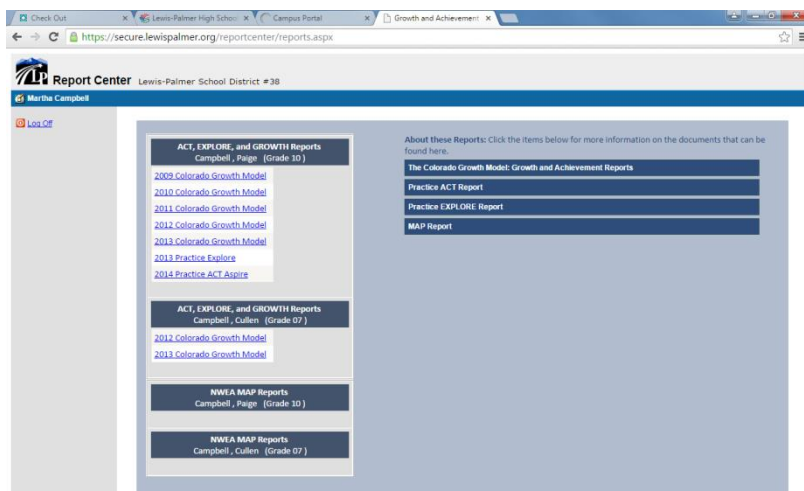 Check Out
Lewis-Palmer High School
Campus Portal
Growth and Achievement
https://secure.lewispalmer.org/reportcenter/reports.aspx
LP Report Center Lewis-Palmer School District #38
Martha Campbell
Log Off
ACT, EXPLORE, and GROWTH Reports
Campbell , Paige (Grade 10 )
2009 Colorado Growth Model
2010 Colorado Growth Model
2011 Colorado Growth Model
2012 Colorado Growth Model
2013 Colorado Growth Model
2013 Practice Explore
2014 Practice ACT Aspire
ACT, EXPLORE, and GROWTH Reports
Campbell , Cullen (Grade 07 )
2012 Colorado Growth Model
2013 Colorado Growth Model
NWEA MAP Reports
Campbell , Paige (Grade 10 )
NWEA MAP Reports
Campbell , Cullen (Grade 07 )
About these Reports: Click the items below for more information on the documents that can be
found here.
The Colorado Growth Model: Growth and Achievement Reports
Practice ACT Report
Practice EXPLORE Report
MAP Report